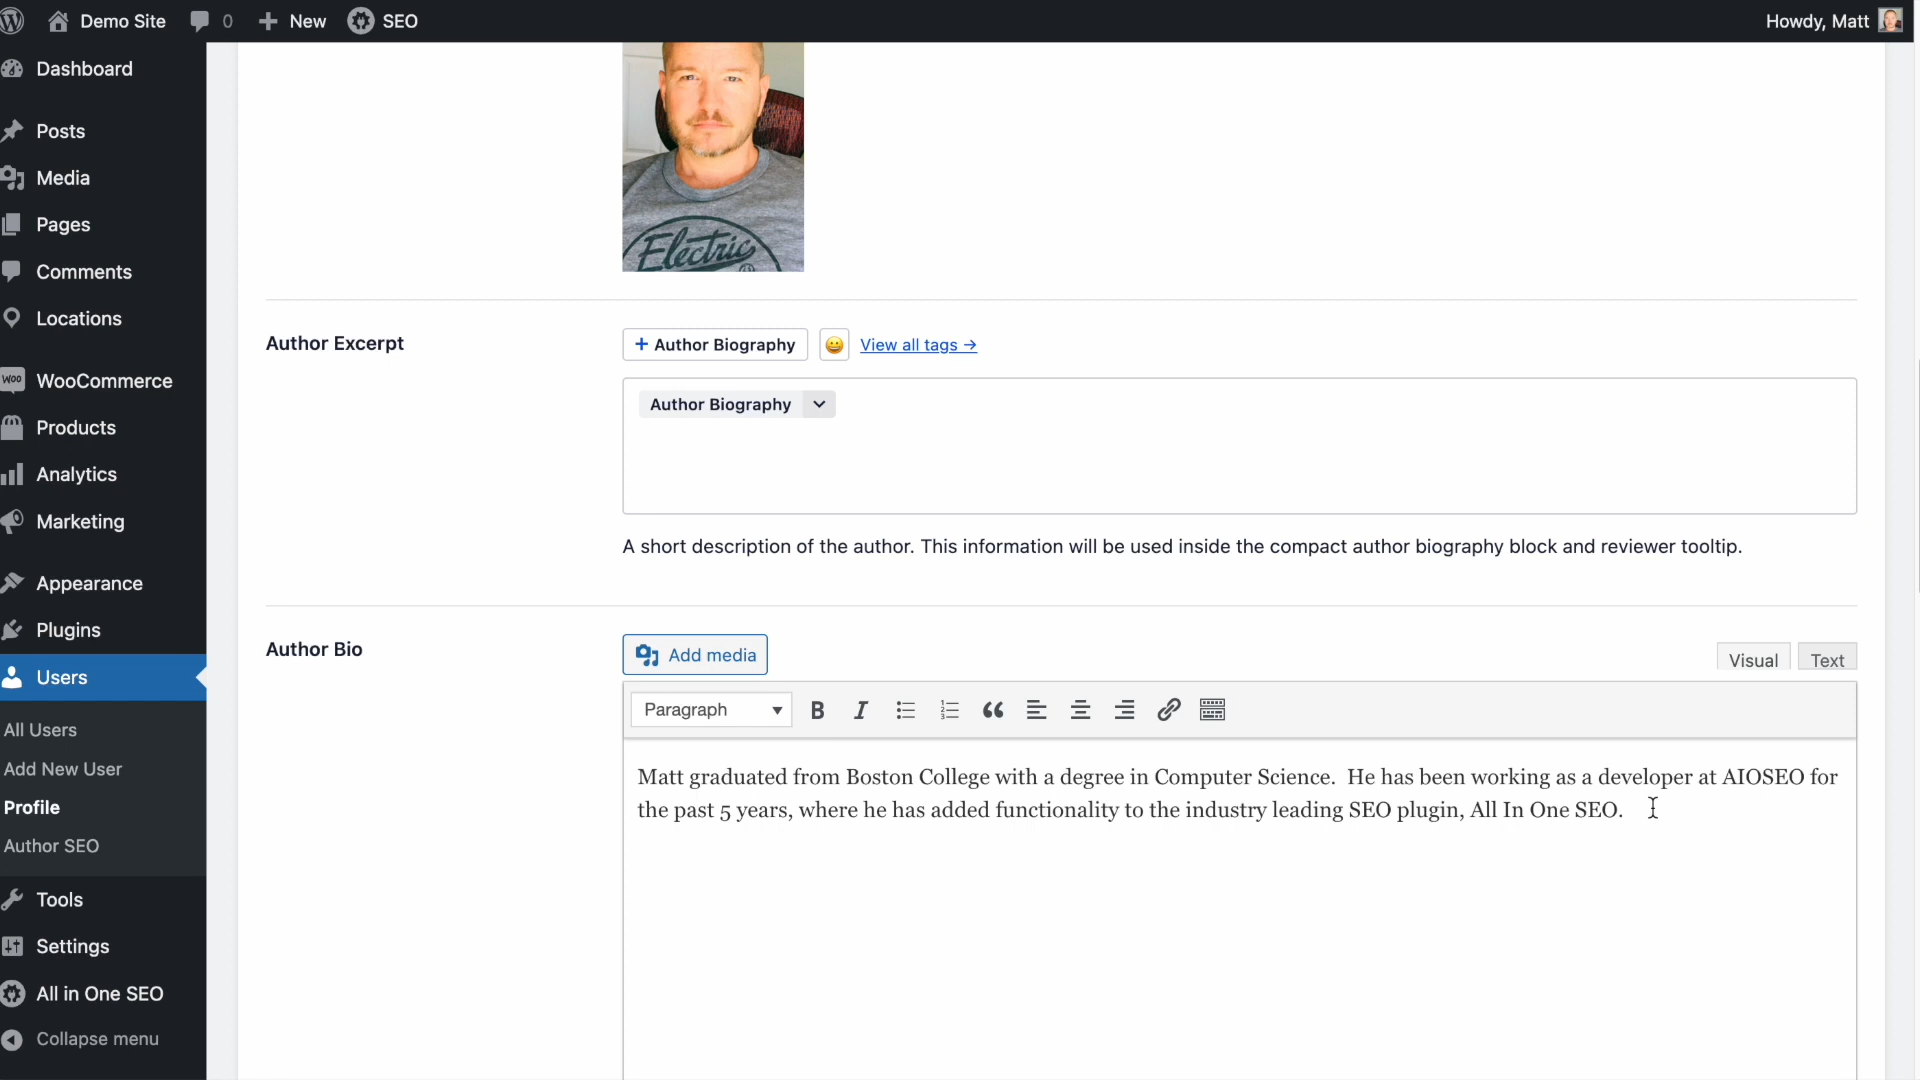 Demo Site 0 New SEO Howdy, Matt
Dashboard
Posts
Media
Pages
Comments
Locations
WooCommerce
Products
Analytics
Marketing
Appearance
Plugins
Users
All Users
Add New User
Profile
Author SEO
Tools
Settings
All in One SEO
Collapse menu
Electric
Author Excerpt
+ Author Biography
View all tags →
Author Biography
A short description of the author. This information will be used inside the compact author biography block and reviewer tooltip.
Author Bio
Add media
Visual Text
Paragraph
Matt graduated from Boston College with a degree in Computer Science. He has been working as a developer at AIOSEO for
the past 5 years, where he has added functionality to the industry leading SEO plugin, All In One SEO.